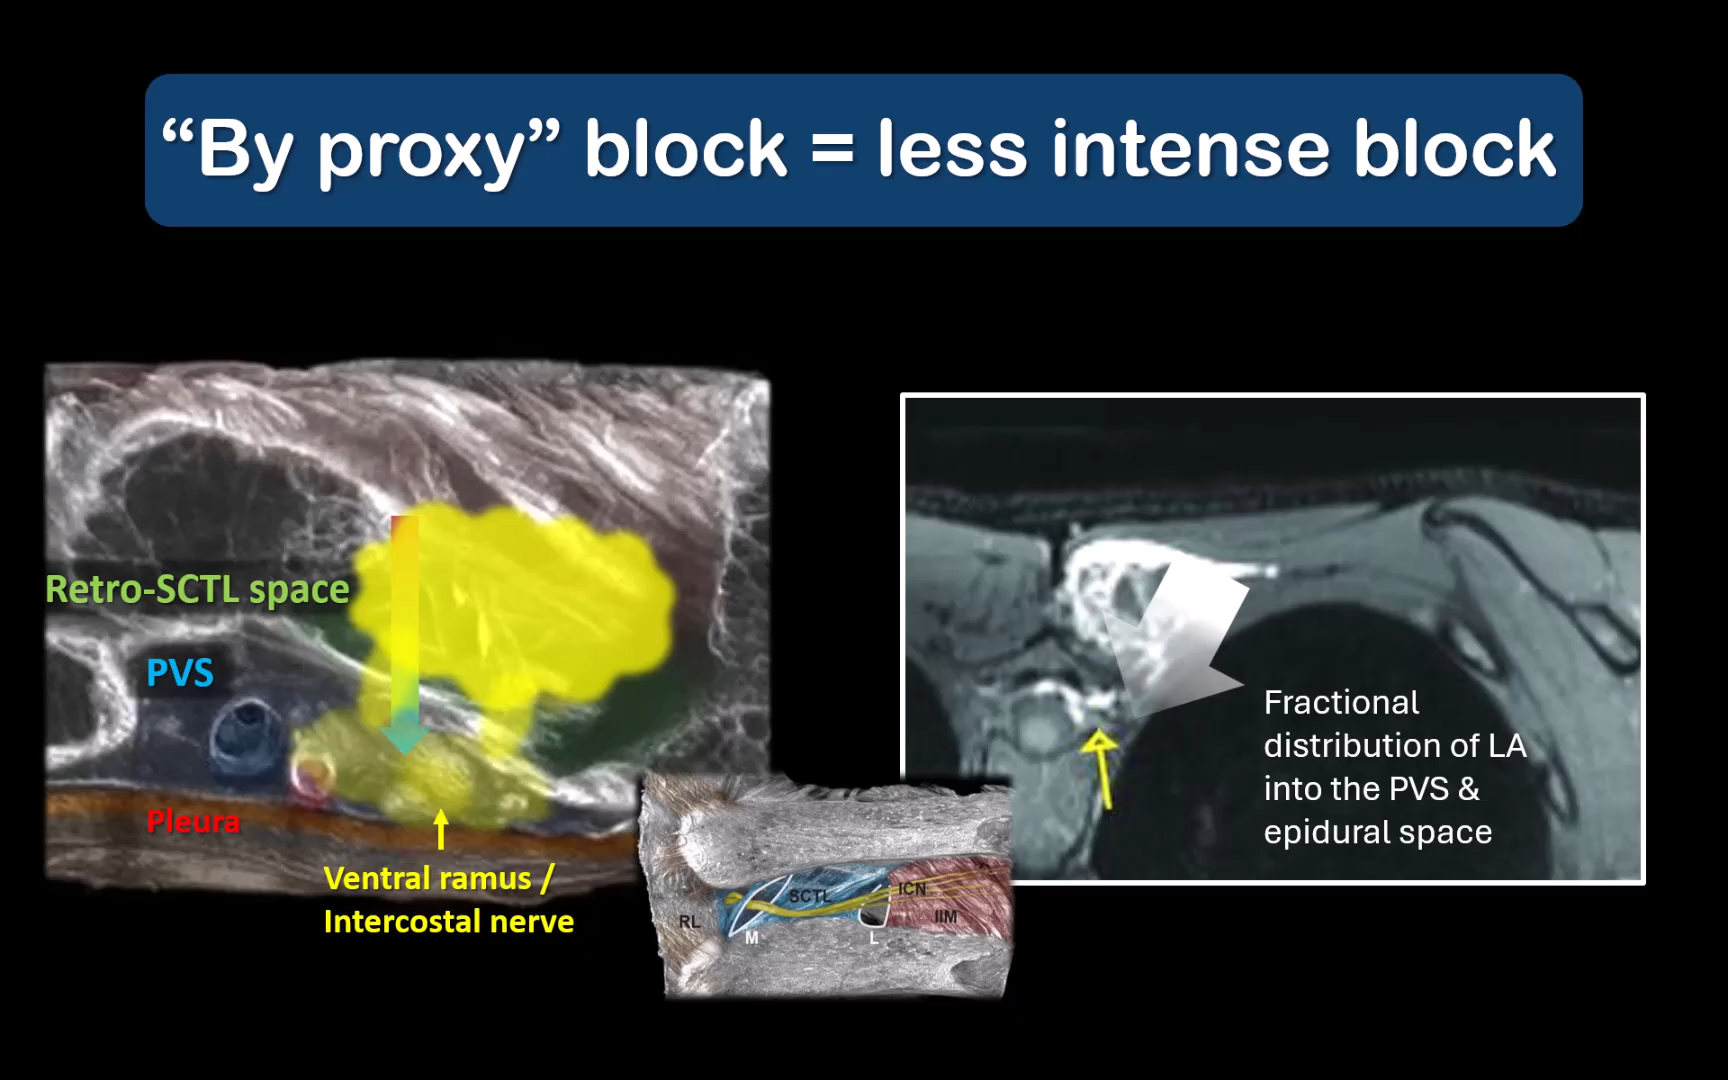 “By proxy” block = less intense block
Retro-SCTL space
PVS
Pleura
Ventral ramus /
Intercostal nerve
SCTL
ICN
RL
IIM
M
L
Fractional
distribution of LA
into the PVS &
epidural space